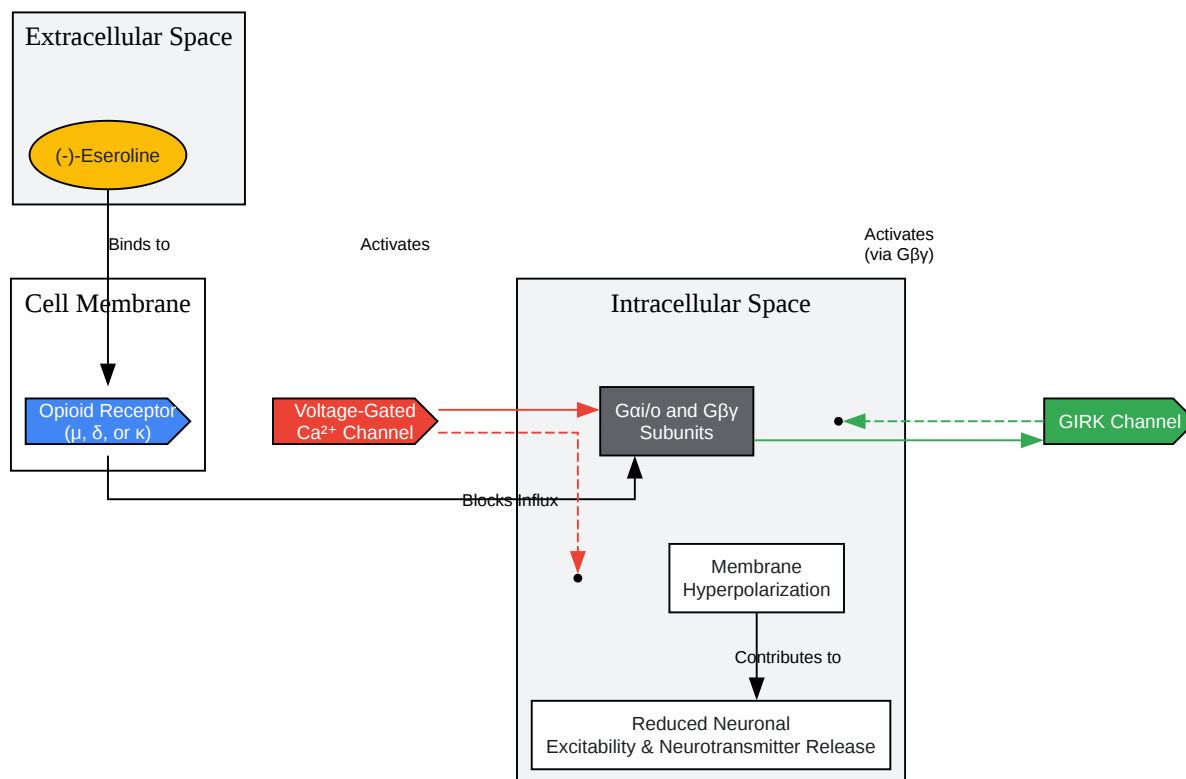 Extracellular Space
(-)-Eseroline
Binds to
Activates
Activates
(via Gβγ)
Cell Membrane
Intracellular Space
Opioid Receptor
(μ, δ, or κ)
Voltage-Gated
Ca²⁺ Channel
Gαi/o and Gβγ
Subunits
GIRK Channel
Blocks Influx
Membrane
Hyperpolarization
Contributes to
Reduced Neuronal
Excitability & Neurotransmitter Release